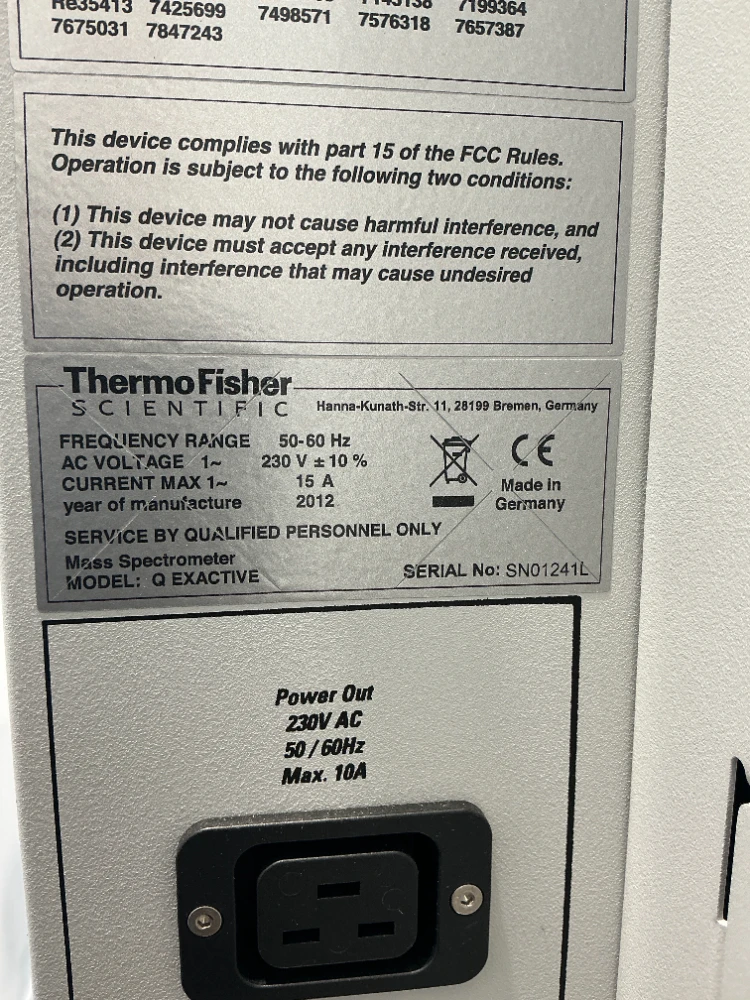 Re35413 7425699 7498571 7199364
7675031 7847243 7576318 7657387
This device complies with part 15 of the FCC Rules.
Operation is subject to the following two conditions:
(1) This device may not cause harmful interference, and
(2) This device must accept any interference received,
including interference that may cause undesired
operation.
ThermoFisher
SCIENTIFIC
Hanna-Kunath-Str. 11, 28199 Bremen, Germany
FREQUENCY RANGE 50-60 Hz
AC VOLTAGE 1~ 230 V ± 10 %
CURRENT MAX 1~ 15 A
year of manufacture 2012
CE
Made in
Germany
SERVICE BY QUALIFIED PERSONNEL ONLY
Mass Spectrometer
MODEL: Q EXACTIVE
SERIAL No: SN01241L
Power Out
230V AC
50/60Hz
Max. 10A